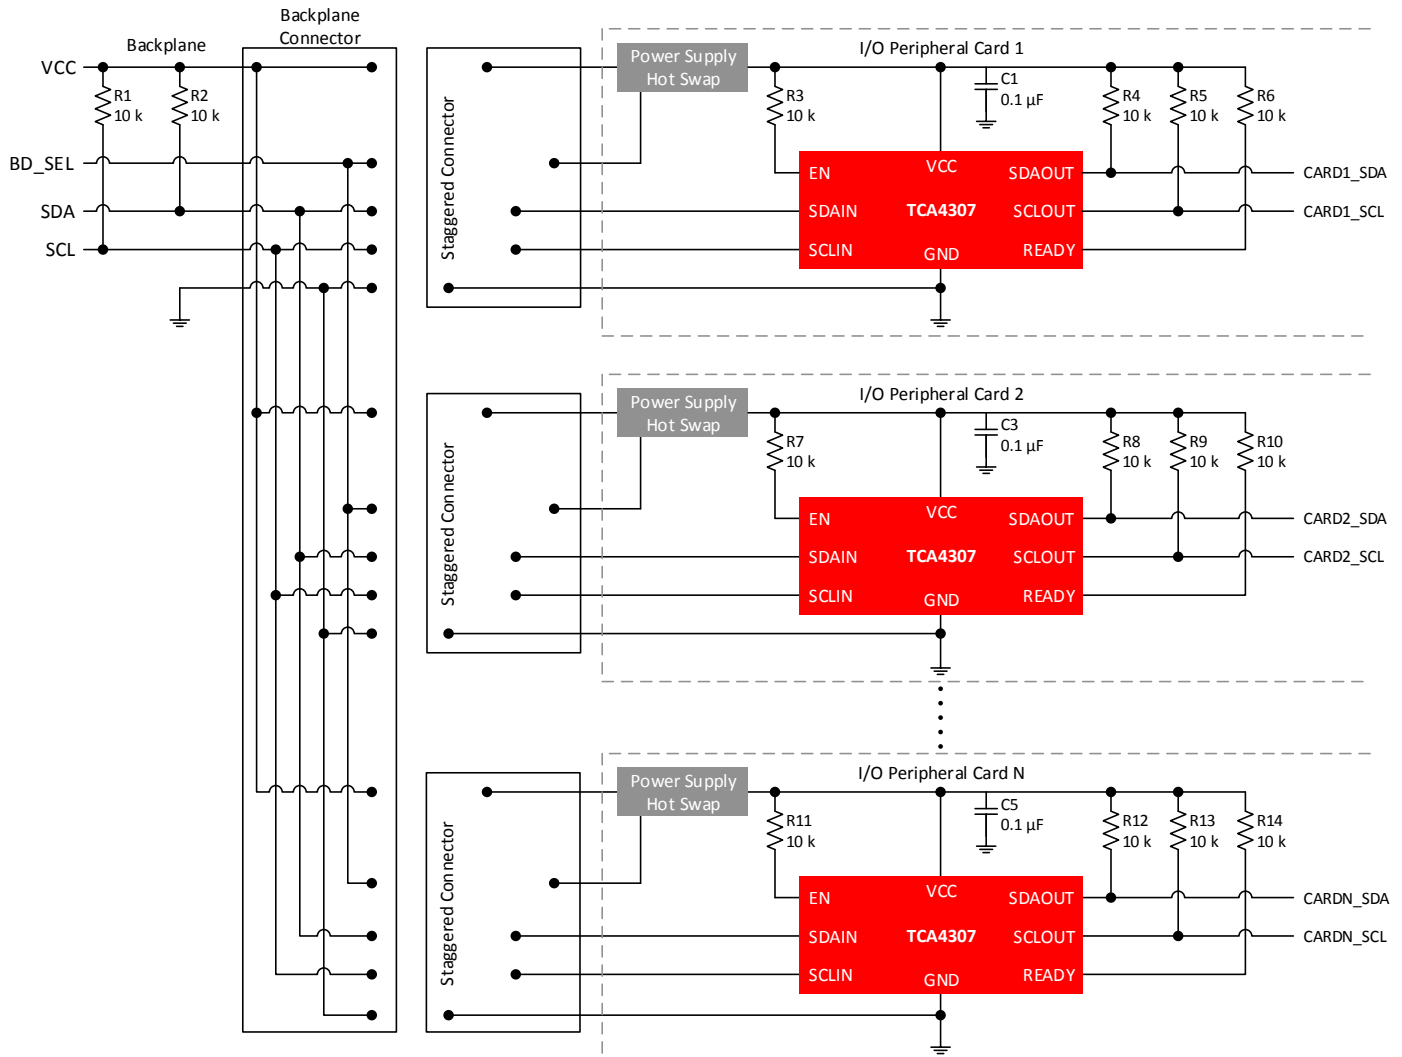 Backplane
Backplane
Connector
VCC
R1
10 k
R2
10 k
BD_SEL
SDA
SCL
Staggered Connector
Power Supply
Hot Swap
I/O Peripheral Card 1
R3
10 k
C1
0.1 µF
R4
10 k
R5
10 k
R6
10 k
EN
VCC
SDAOUT
CARD1_SDA
SDAIN
TCA4307
SCLOUT
CARD1_SCL
SCLIN
GND
READY
Staggered Connector
Power Supply
Hot Swap
I/O Peripheral Card 2
R7
10 k
C3
0.1 µF
R8
10 k
R9
10 k
R10
10 k
EN
VCC
SDAOUT
CARD2_SDA
SDAIN
TCA4307
SCLOUT
CARD2_SCL
SCLIN
GND
READY
Staggered Connector
Power Supply
Hot Swap
I/O Peripheral Card N
R11
10 k
C5
0.1 µF
R12
10 k
R13
10 k
R14
10 k
EN
VCC
SDAOUT
CARDN_SDA
SDAIN
TCA4307
SCLOUT
CARDN_SCL
SCLIN
GND
READY